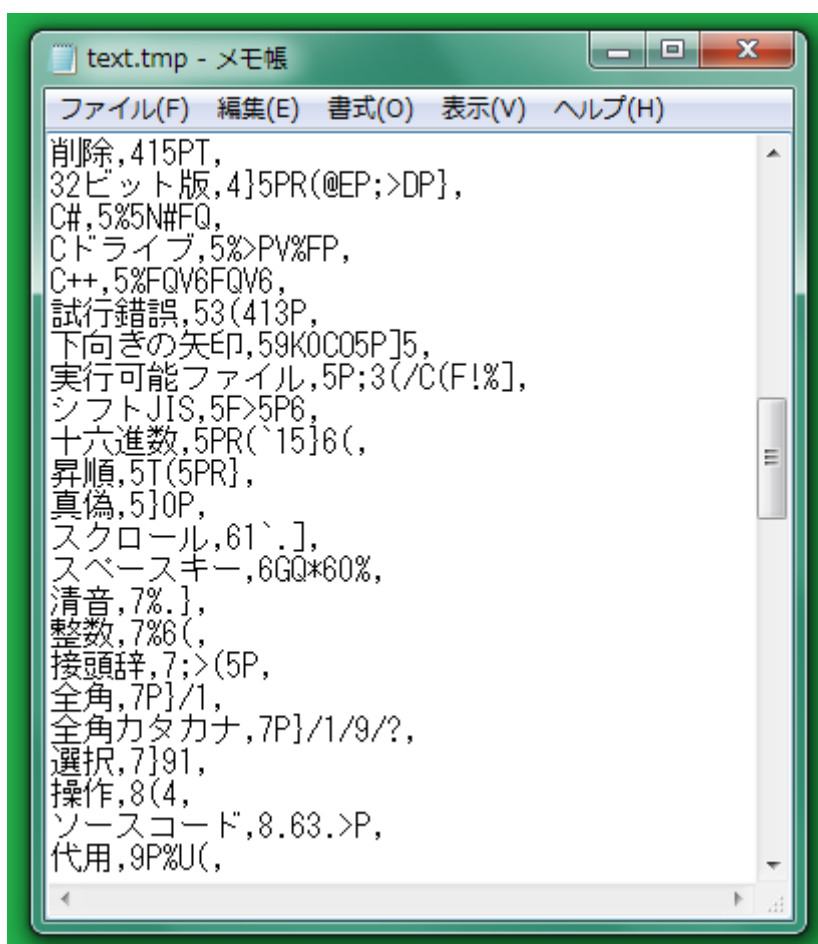 text.tmp - メモ帳
ファイル(F) 編集(E) 書式(O) 表示(V) ヘルプ(H)
削除,415PT,
32ビット版,4}5PR(@EP;>DP},
C#,5%5N#FQ,
Cドライブ,5%>PV%FP,
C++,5%FQV6FQV6,
試行錯誤,53(413P,
下向きの矢印,59K0CO5P]5,
実行可能ファイル,5P;3(/C(F!%],
シフトJIS,5F>5P6,
十六進数,5PR(`15}6(,
昇順,5T(5PR},
真偽,5}0P,
スクロール,61`.],
スペースキー,6GQ*60%,
清音,7%.},
整数,7%6(,
接頭辞,7;>(5P,
全角,7P}/1,
全角カタカナ,7P}/1/9/?,
選択,7}91,
操作,8(4,
ソースコード,8.63.>P,
代用,9P%U(,